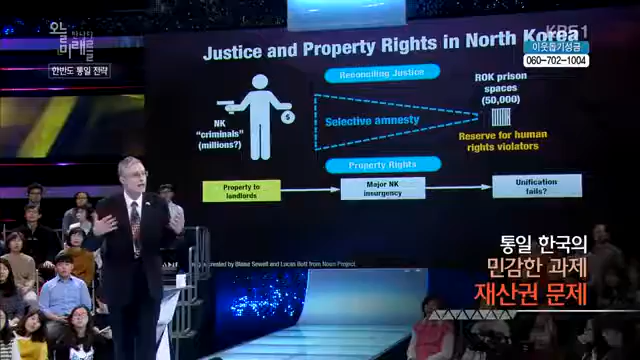 오늘
미래를
만나다
한반도 통일 전략
KBS1
이웃돕기성금
060-702-1004
Justice and Property Rights in North Korea
Reconciling Justice
NK
"criminals"
(millions?)
$
Selective amnesty
ROK prison
spaces
(50,000)
Reserve for human
rights violators
Property Rights
Property to
landlords
Major NK
insurgency
Unification
fails?
created by Blaise Sewell and Lucas Bott from Noun Project.
통일 한국의
민감한 과제
재산권 문제